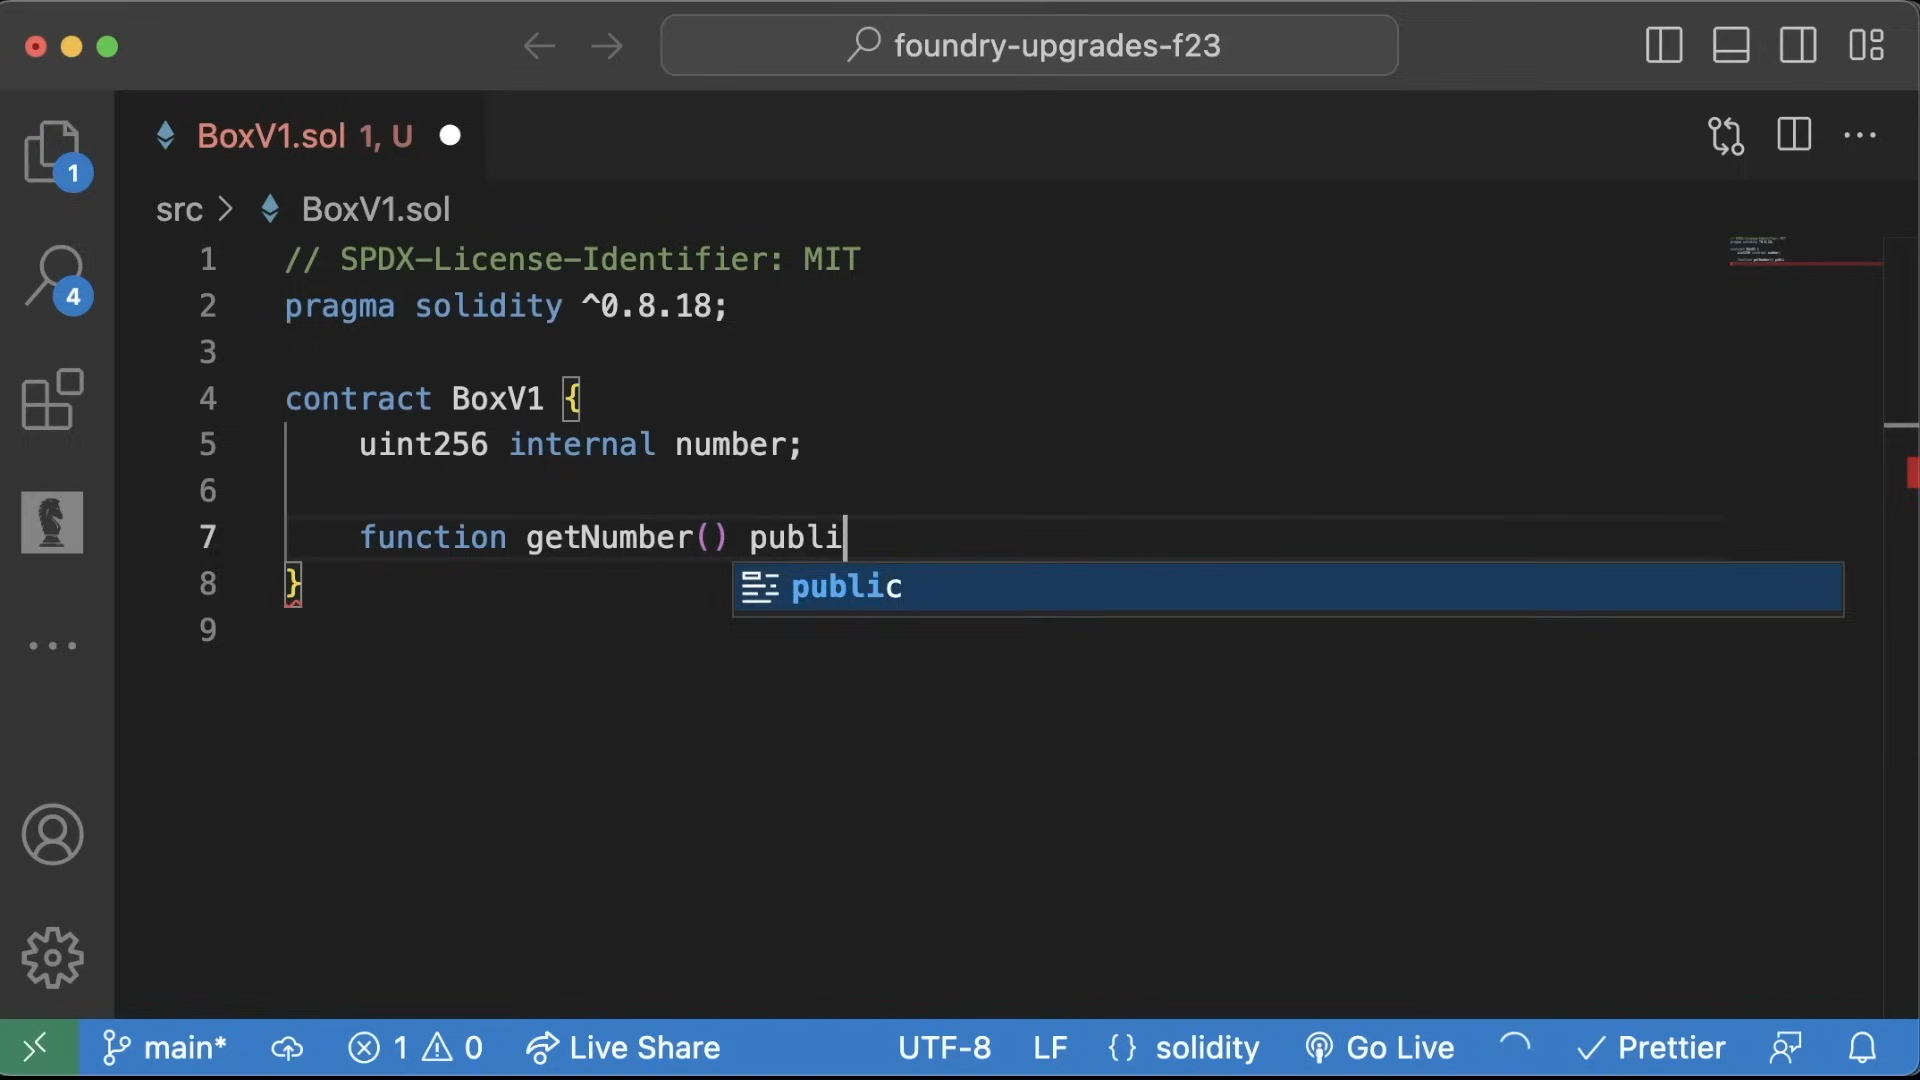 foundry-upgrades-f23
BoxV1.sol 1, U
1
src > BoxV1.sol
1 // SPDX-License-Identifier: MIT
2 pragma solidity ^0.8.18;
3
4 contract BoxV1 {
5 uint256 internal number;
4
6
7 function getNumber() publi
public
8 }
9
main* 1 0 Live Share UTF-8 LF {} solidity Go Live Prettier